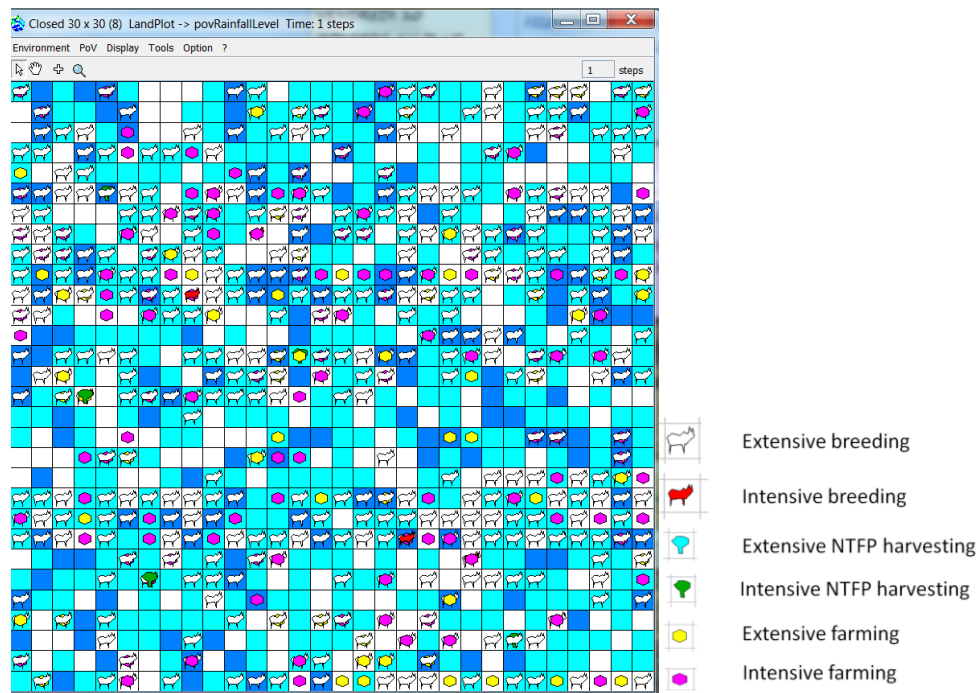 Closed 30 x 30 (8) LandPlot -> povRainfallLevel Time: 1 steps
Environment PoV Display Tools Option ?
1 steps
Extensive breeding
Intensive breeding
Extensive NTFP harvesting
Intensive NTFP harvesting
Extensive farming
Intensive farming